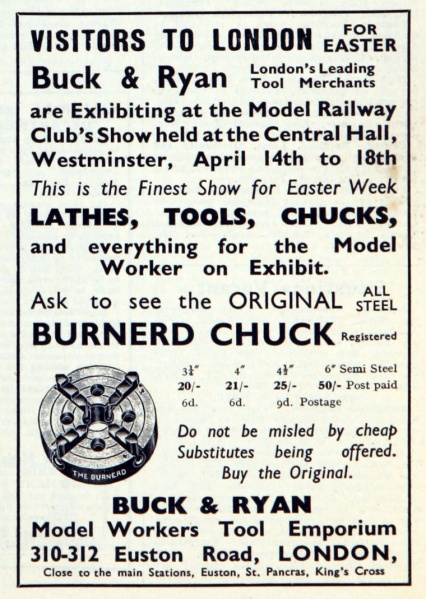 VISITORS TO LONDON FOR EASTER
Buck & Ryan London's Leading Tool Merchants
are Exhibiting at the Model Railway
Club's Show held at the Central Hall,
Westminster, April 14th to 18th
This is the Finest Show for Easter Week
LATHES, TOOLS, CHUCKS,
and everything for the Model
Worker on Exhibit.
Ask to see the ORIGINAL ALL STEEL
BURNERD CHUCK Registered
3¼" 4" 4½" 6" Semi Steel
20/- 21/- 25/- 50/- Post paid
6d. 6d. 9d. Postage
THE BURNERD
Do not be misled by cheap
Substitutes being offered.
Buy the Original.
BUCK & RYAN
Model Workers Tool Emporium
310-312 Euston Road, LONDON,
Close to the main Stations, Euston, St. Pancras, King's Cross